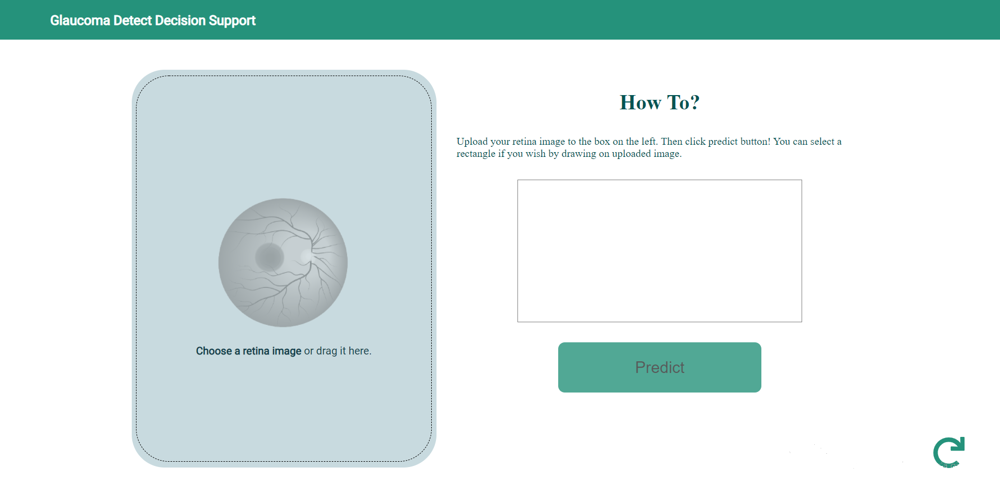 Glaucoma Detect Decision Support
How To?
Upload your retina image to the box on the left. Then click predict button! You can select a
rectangle if you wish by drawing on uploaded image.
Choose a retina image or drag it here.
Predict